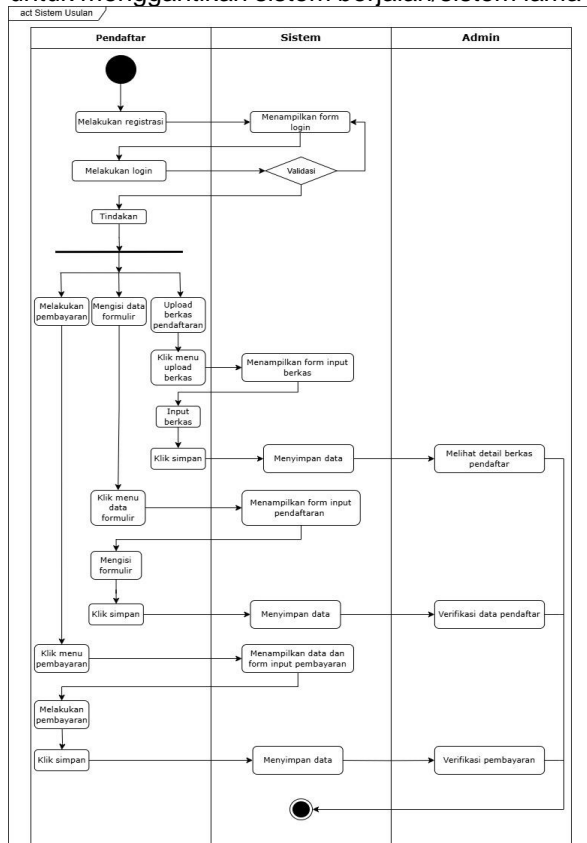 untuk menggantikan sistem berjalan/sistem lama
act Sistem Usulan
Pendaftar
Sistem
Admin
Melakukan registrasi
Menampilkan form
login
Melakukan login
Validasi
Tindakan
Melakukan
pembayaran
Mengisi data
formulir
Upload
berkas
pendaftaran
Klik menu
upload
berkas
Menampilkan form input
berkas
Input
berkas
Klik simpan
Menyimpan data
Melihat detail berkas
pendaftar
Klik menu
data
formulir
Menampilkan form input
pendaftaran
Mengisi
formulir
Klik simpan
Menyimpan data
Verifikasi data pendaftar
Klik menu
pembayaran
Menampilkan data dan
form input pembayaran
Melakukan
pembayaran
Klik simpan
Menyimpan data
Verifikasi pembayaran